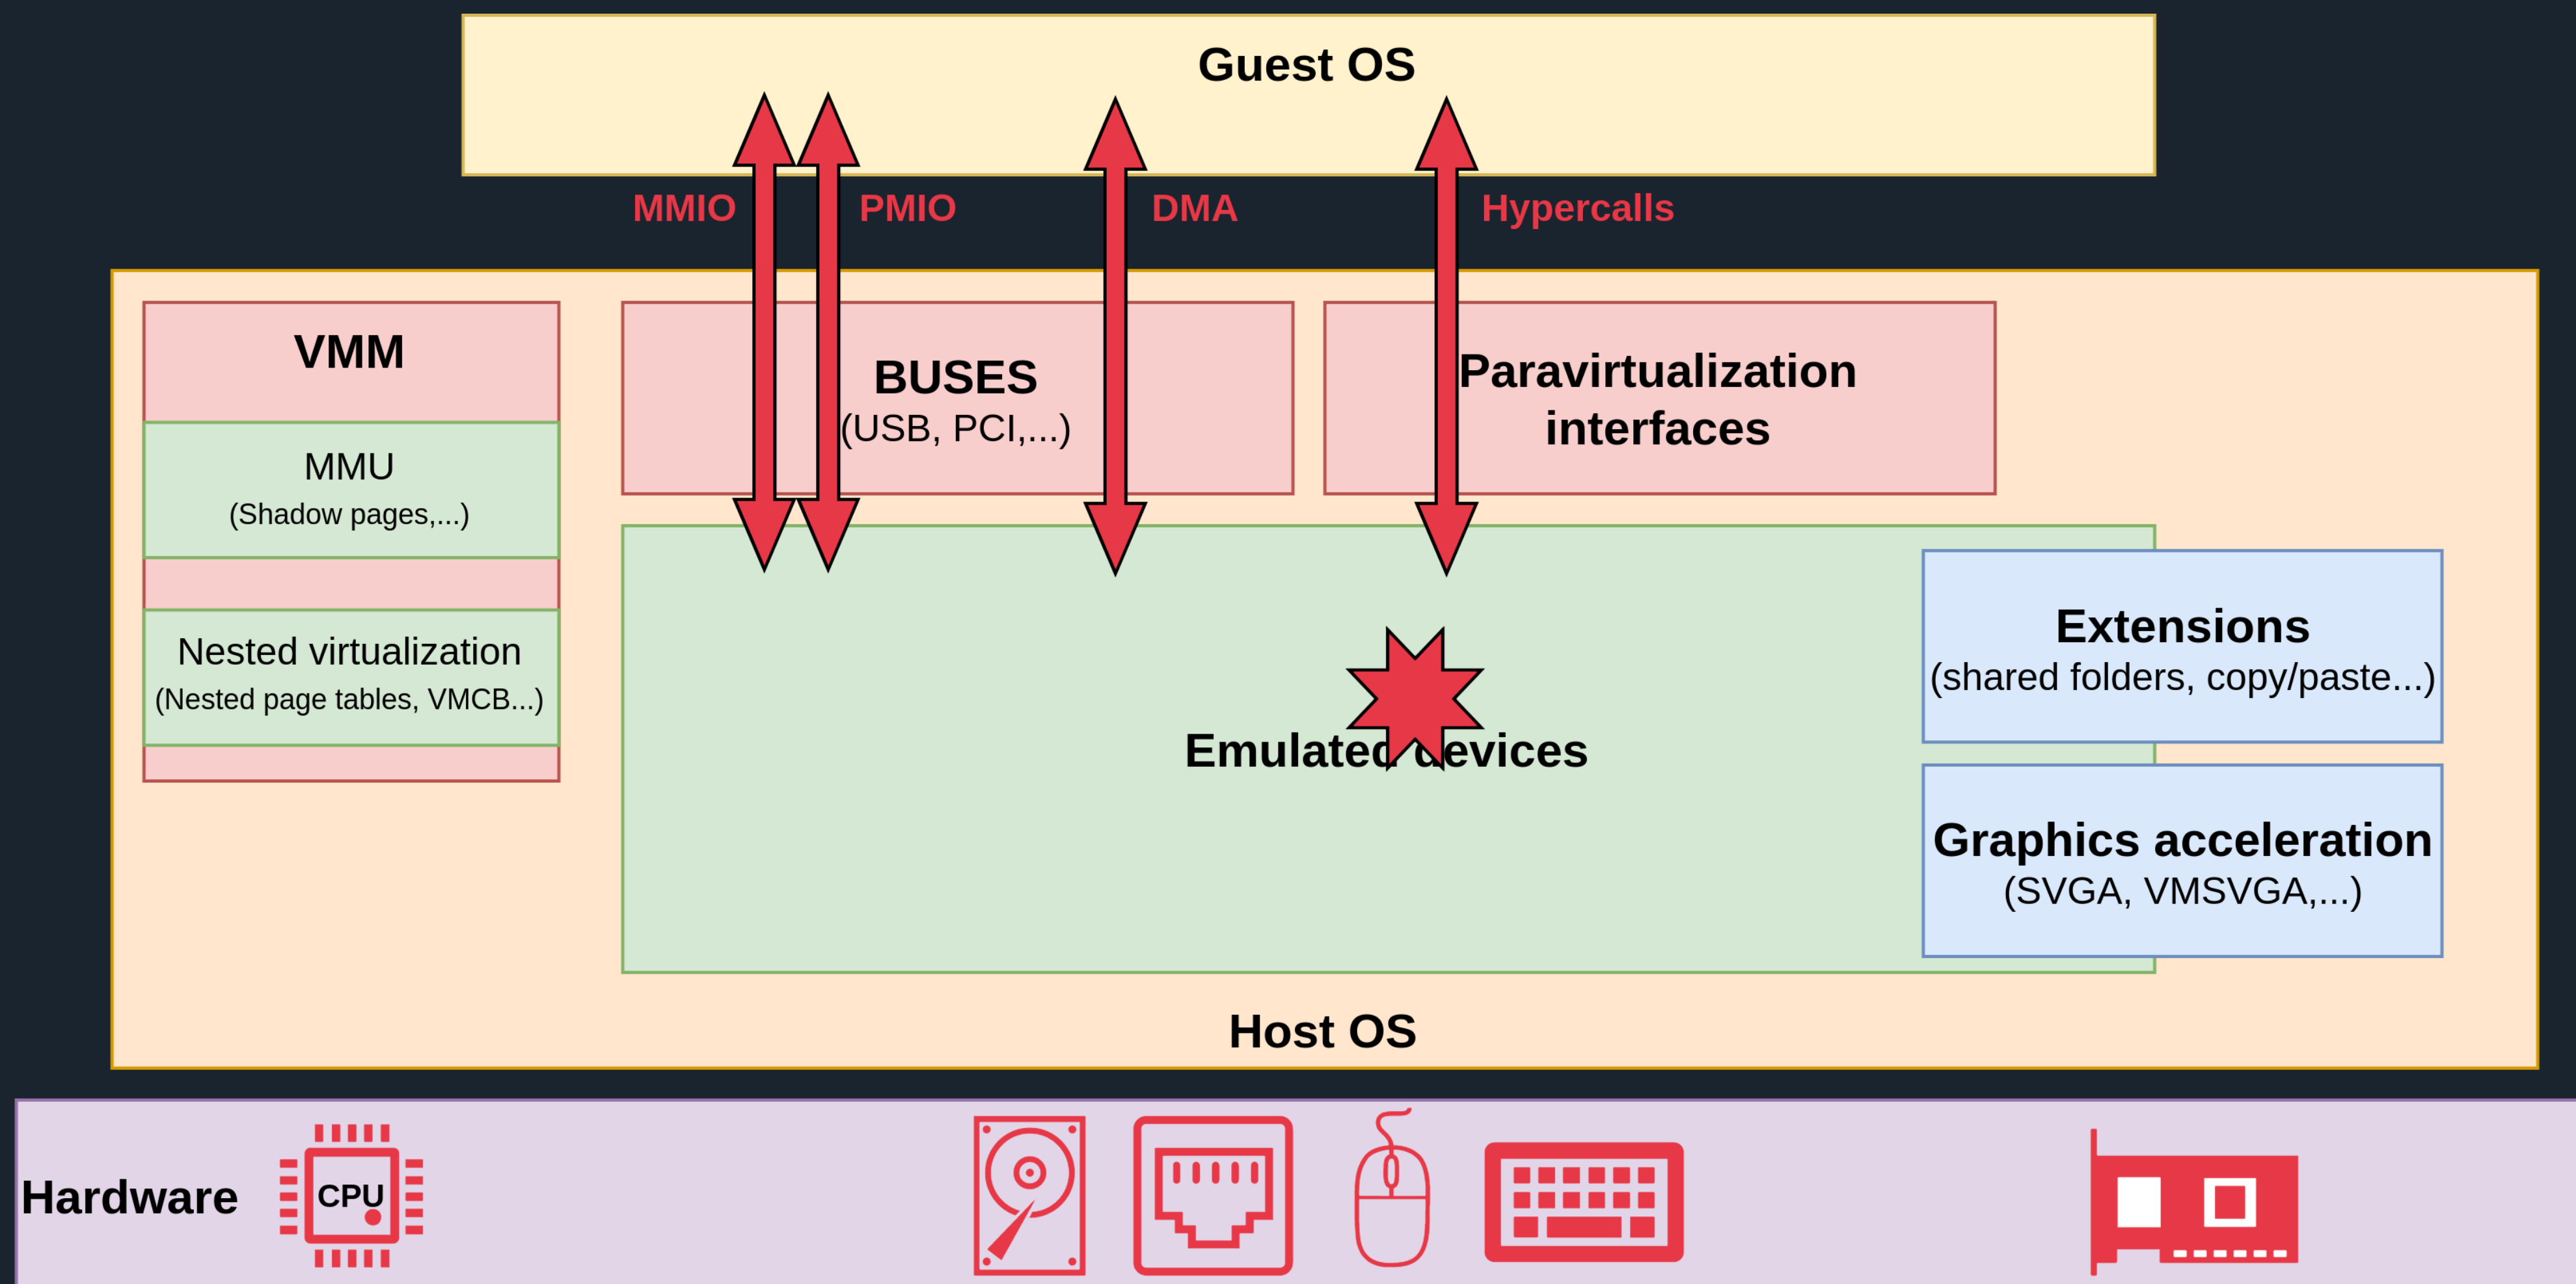 Guest OS
MMIO
PMIO
DMA
Hypercalls
VMM
MMU
(Shadow pages,...)
Nested virtualization
(Nested page tables, VMCB...)
BUSES
(USB, PCI,...)
Paravirtualization
interfaces
Emulated devices
Extensions
(shared folders, copy/paste...)
Graphics acceleration
(SVGA, VMSVGA,...)
Host OS
Hardware
CPU